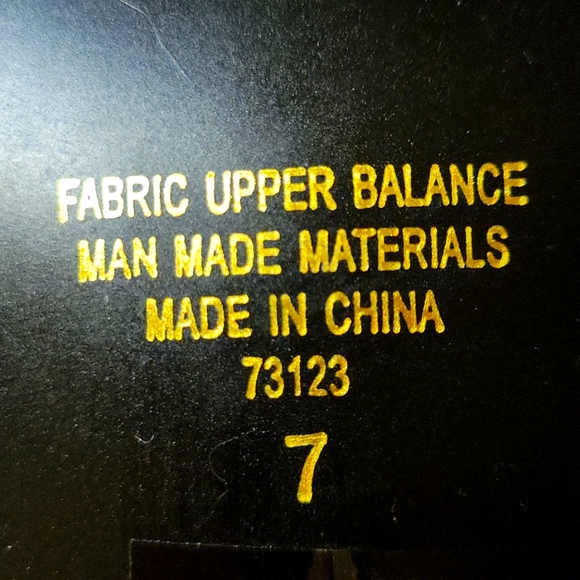 FABRIC UPPER BALANCE
MAN MADE MATERIALS
MADE IN CHINA
73123
7